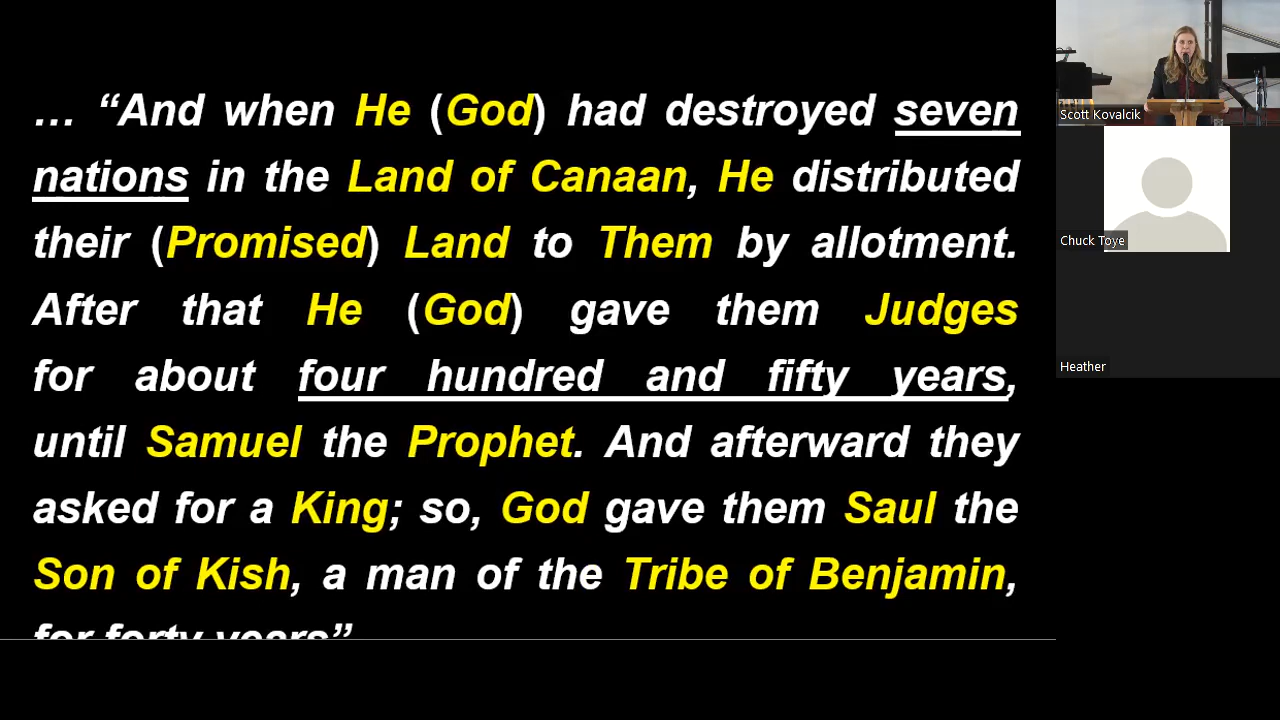 … “And when He (God) had destroyed seven
nations in the Land of Canaan, He distributed
their (Promised) Land to Them by allotment.
After that He (God) gave them Judges
for about four hundred and fifty years,
until Samuel the Prophet. And afterward they
asked for a King; so, God gave them Saul the
Son of Kish, a man of the Tribe of Benjamin,
for forty years”
Scott Kovalcik
Chuck Toye
Heather